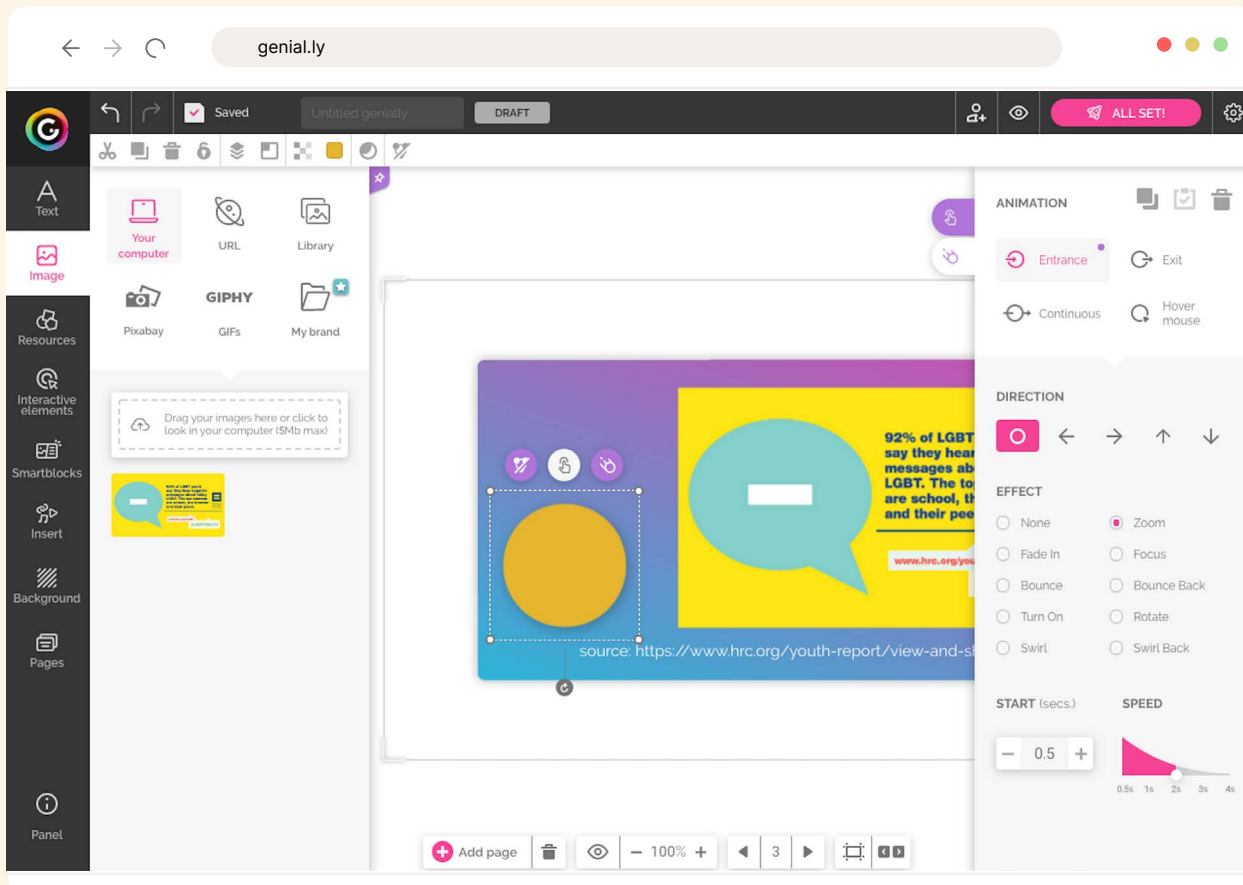 genial.ly
Saved
Untitled genially
DRAFT
ALL SET!
Text
Image
Resources
Interactive
elements
Smartblocks
Insert
Background
Pages
Panel
Your
computer
URL
Library
Pixabay
GIPHY
GIFs
My brand
Drag your images here or click to
look in your computer (5Mb max)
92% of LGBT
say they hear
messages ab
LGBT. The to
are school, th
and their pee
www.hrc.org/you
source: https://www.hrc.org/youth-report/view-and-s
Add page
100%
3
ANIMATION
Entrance
Exit
Continuous
Hover
mouse
DIRECTION
EFFECT
None
Zoom
Fade In
Focus
Bounce
Bounce Back
Turn On
Rotate
Swirl
Swirl Back
START (secs.)
SPEED
0.5
0.5s 1s 2s 3s 4s